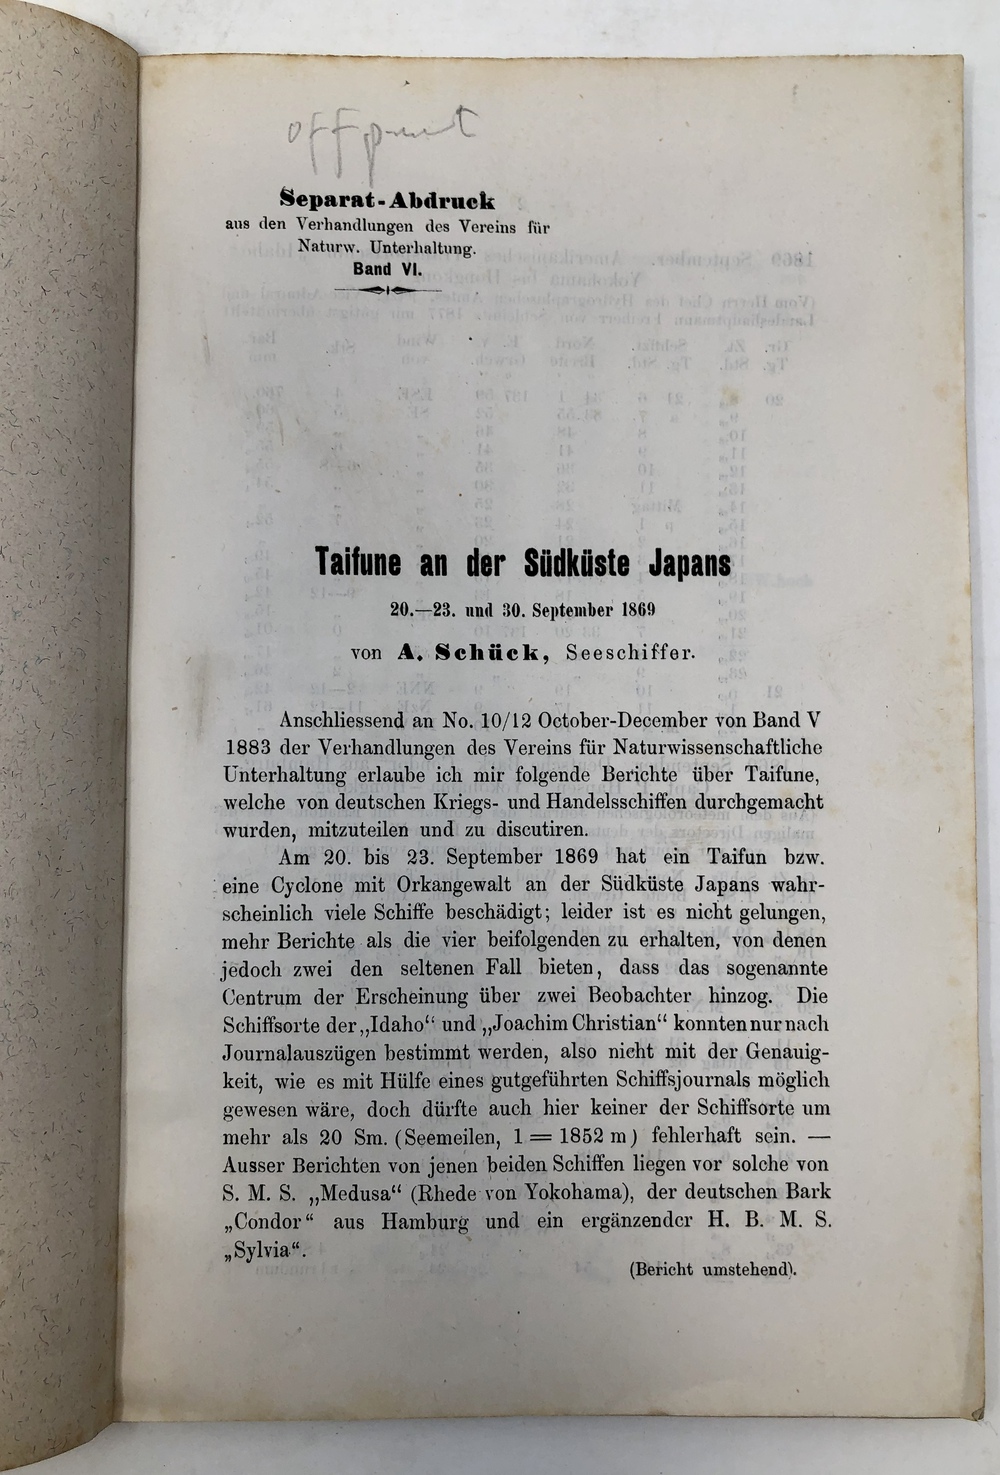 offprint
Separat-Abdruck
aus den Verhandlungen des Vereins für
Naturw. Unterhaltung.
Band VI.
Taifune an der Südküste Japans
20.—23. und 30. September 1869
von A. Schück, Seeschiffer.
Anschliessend an No. 10/12 October-December von Band V
1883 der Verhandlungen des Vereins für Naturwissenschaftliche
Unterhaltung erlaube ich mir folgende Berichte über Taifune,
welche von deutschen Kriegs- und Handelsschiffen durchgemacht
wurden, mitzuteilen und zu discutiren.
Am 20. bis 23. September 1869 hat ein Taifun bzw.
eine Cyclone mit Orkangewalt an der Südküste Japans wahr-
scheinlich viele Schiffe beschädigt; leider ist es nicht gelungen,
mehr Berichte als die vier beifolgenden zu erhalten, von denen
jedoch zwei den seltenen Fall bieten, dass das sogenannte
Centrum der Erscheinung über zwei Beobachter hinzog. Die
Schiffsorte der „Idaho“ und „Joachim Christian“ konnten nur nach
Journalauszügen bestimmt werden, also nicht mit der Genauig-
keit, wie es mit Hülfe eines gutgeführten Schiffsjournals möglich
gewesen wäre, doch dürfte auch hier keiner der Schiffsorte um
mehr als 20 Sm. (Seemeilen, 1 = 1852 m) fehlerhaft sein. —
Ausser Berichten von jenen beiden Schiffen liegen vor solche von
S. M. S. „Medusa“ (Rhede von Yokohama), der deutschen Bark
„Condor“ aus Hamburg und ein ergänzender H. B. M. S.
„Sylvia“.
(Bericht umstehend).